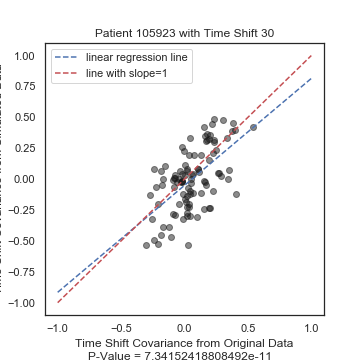 Patient 105923 with Time Shift 30
linear regression line
line with slope=1
1.00
0.75
0.50
0.25
0.00
−0.25
−0.50
−0.75
−1.00
−1.0
−0.5
0.0
0.5
1.0
Time Shift Covariance from Original Data
P-Value = 7.34152418808492e-11